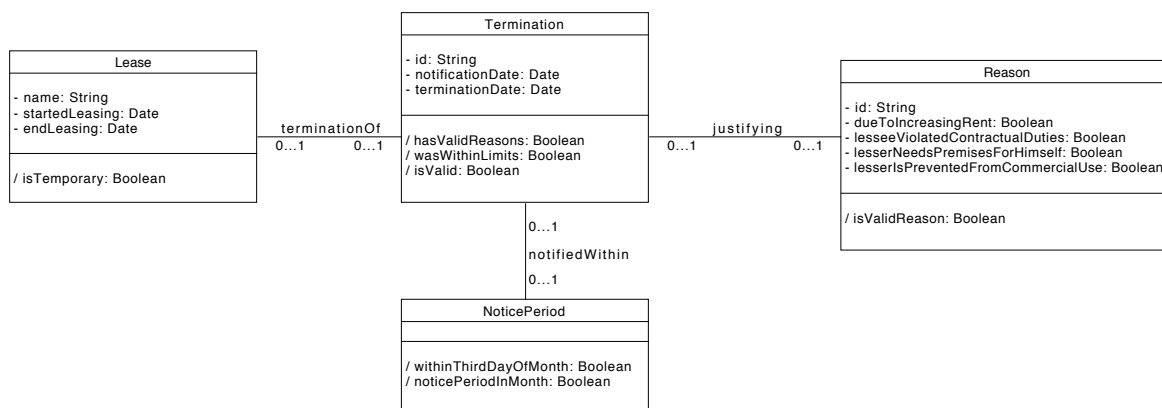 Lease
- name: String
- startedLeasing: Date
- endLeasing: Date
/ isTemporary: Boolean
terminationOf
0...1
0...1
Termination
- id: String
- notificationDate: Date
- terminationDate: Date
/ hasValidReasons: Boolean
/ wasWithinLimits: Boolean
/ isValid: Boolean
justifying
0...1
0...1
Reason
- id: String
- dueToIncreasingRent: Boolean
- lesseeViolatedContractualDuties: Boolean
- lesserNeedsPremisesForHimself: Boolean
- lesserIsPreventedFromCommercialUse: Boolean
/ isValidReason: Boolean
0...1
notifiedWithin
0...1
NoticePeriod
/ withinThirdDayOfMonth: Boolean
/ noticePeriodInMonth: Boolean